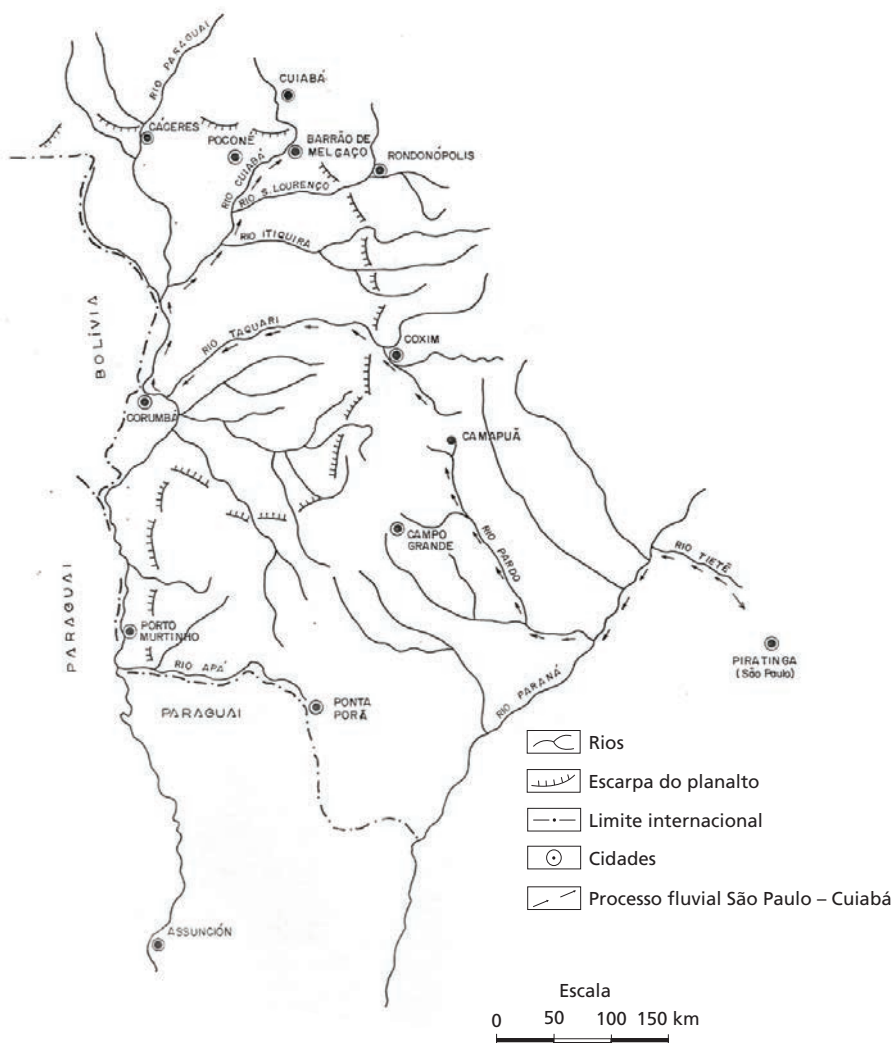 RIO PARAGUAI
CUIABÁ
CÁCERES
POCONÉ
BARRÃO DE
MELGAÇO
RONDONÓPOLIS
RIO CUIABÁ
RIO S. LOURENÇO
RIO ITIQUIRA
BOLÍVIA
RIO TAQUARI
COXIM
CORUMBÁ
CAMAPUÃ
CAMPO
GRANDE
RIO PARDO
RIO TIETÊ
PARAGUAI
PORTO
MURTINHO
PIRATINGA
(São Paulo)
RIO APÁ
RIO PARANÁ
PARAGUAI
PONTA
PORÃ
Rios
Escarpa do planalto
Limite internacional
Cidades
Processo fluvial São Paulo – Cuiabá
ASSUNCIÓN
Escala
0 50 100 150 km